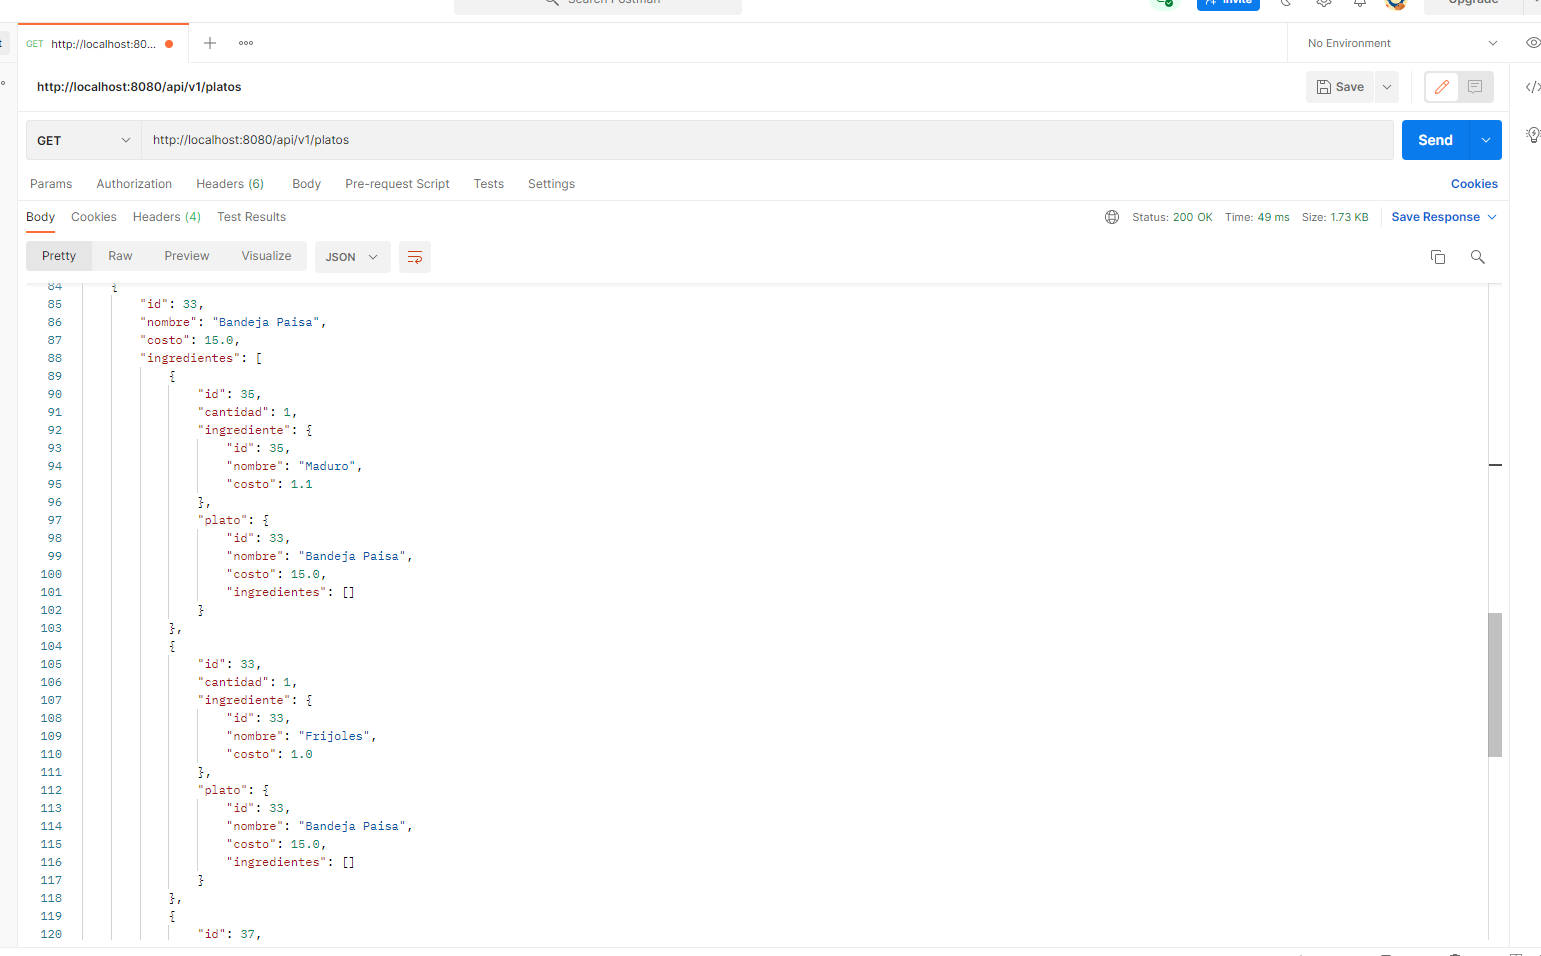 Search Postman
Invite
Upgrade
GET http://localhost:80...
No Environment
http://localhost:8080/api/v1/platos
Save
GET
http://localhost:8080/api/v1/platos
Send
Params Authorization Headers (6) Body Pre-request Script Tests Settings
Cookies
Body Cookies Headers (4) Test Results
Status: 200 OK Time: 49 ms Size: 1.73 KB Save Response
Pretty Raw Preview Visualize JSON
84 {
85 "id": 33,
86 "nombre": "Bandeja Paisa",
87 "costo": 15.0,
88 "ingredientes": [
89 {
90 "id": 35,
91 "cantidad": 1,
92 "ingrediente": {
93 "id": 35,
94 "nombre": "Maduro",
95 "costo": 1.1
96 },
97 "plato": {
98 "id": 33,
99 "nombre": "Bandeja Paisa",
100 "costo": 15.0,
101 "ingredientes": []
102 }
103 },
104 {
105 "id": 33,
106 "cantidad": 1,
107 "ingrediente": {
108 "id": 33,
109 "nombre": "Frijoles",
110 "costo": 1.0
111 },
112 "plato": {
113 "id": 33,
114 "nombre": "Bandeja Paisa",
115 "costo": 15.0,
116 "ingredientes": []
117 }
118 },
119 {
120 "id": 37,